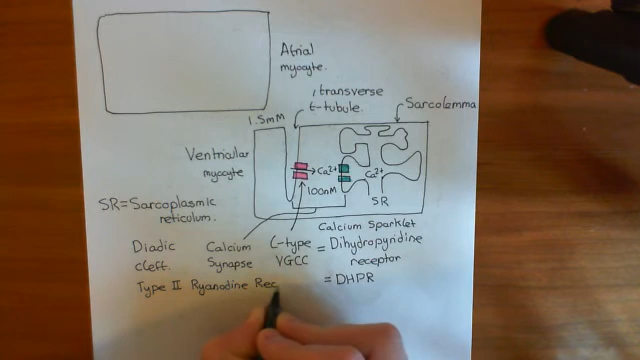 Atrial
myocyte.
transverse
t-tubule.
Sarcolemma
1.5mM
Ventricular
myocyte
Ca2+
Ca2+
100nM
SR
SR=Sarcoplasmic
reticulum.
Calcium Sparklet
Diadic
cleft.
Calcium
Synapse
L-type
VGCC
= Dihydropyridine
receptor
= DHPR
Type II Ryanodine Rec